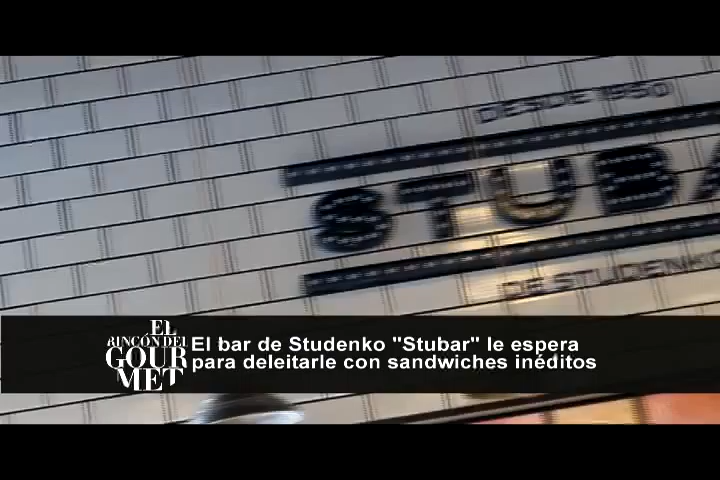 DESDE 1950
STUBA
DE STUDENKO
EL
RINCÓN DEL
GOUR
MET
El bar de Studenko "Stubar" le espera
para deleitarle con sandwiches inéditos